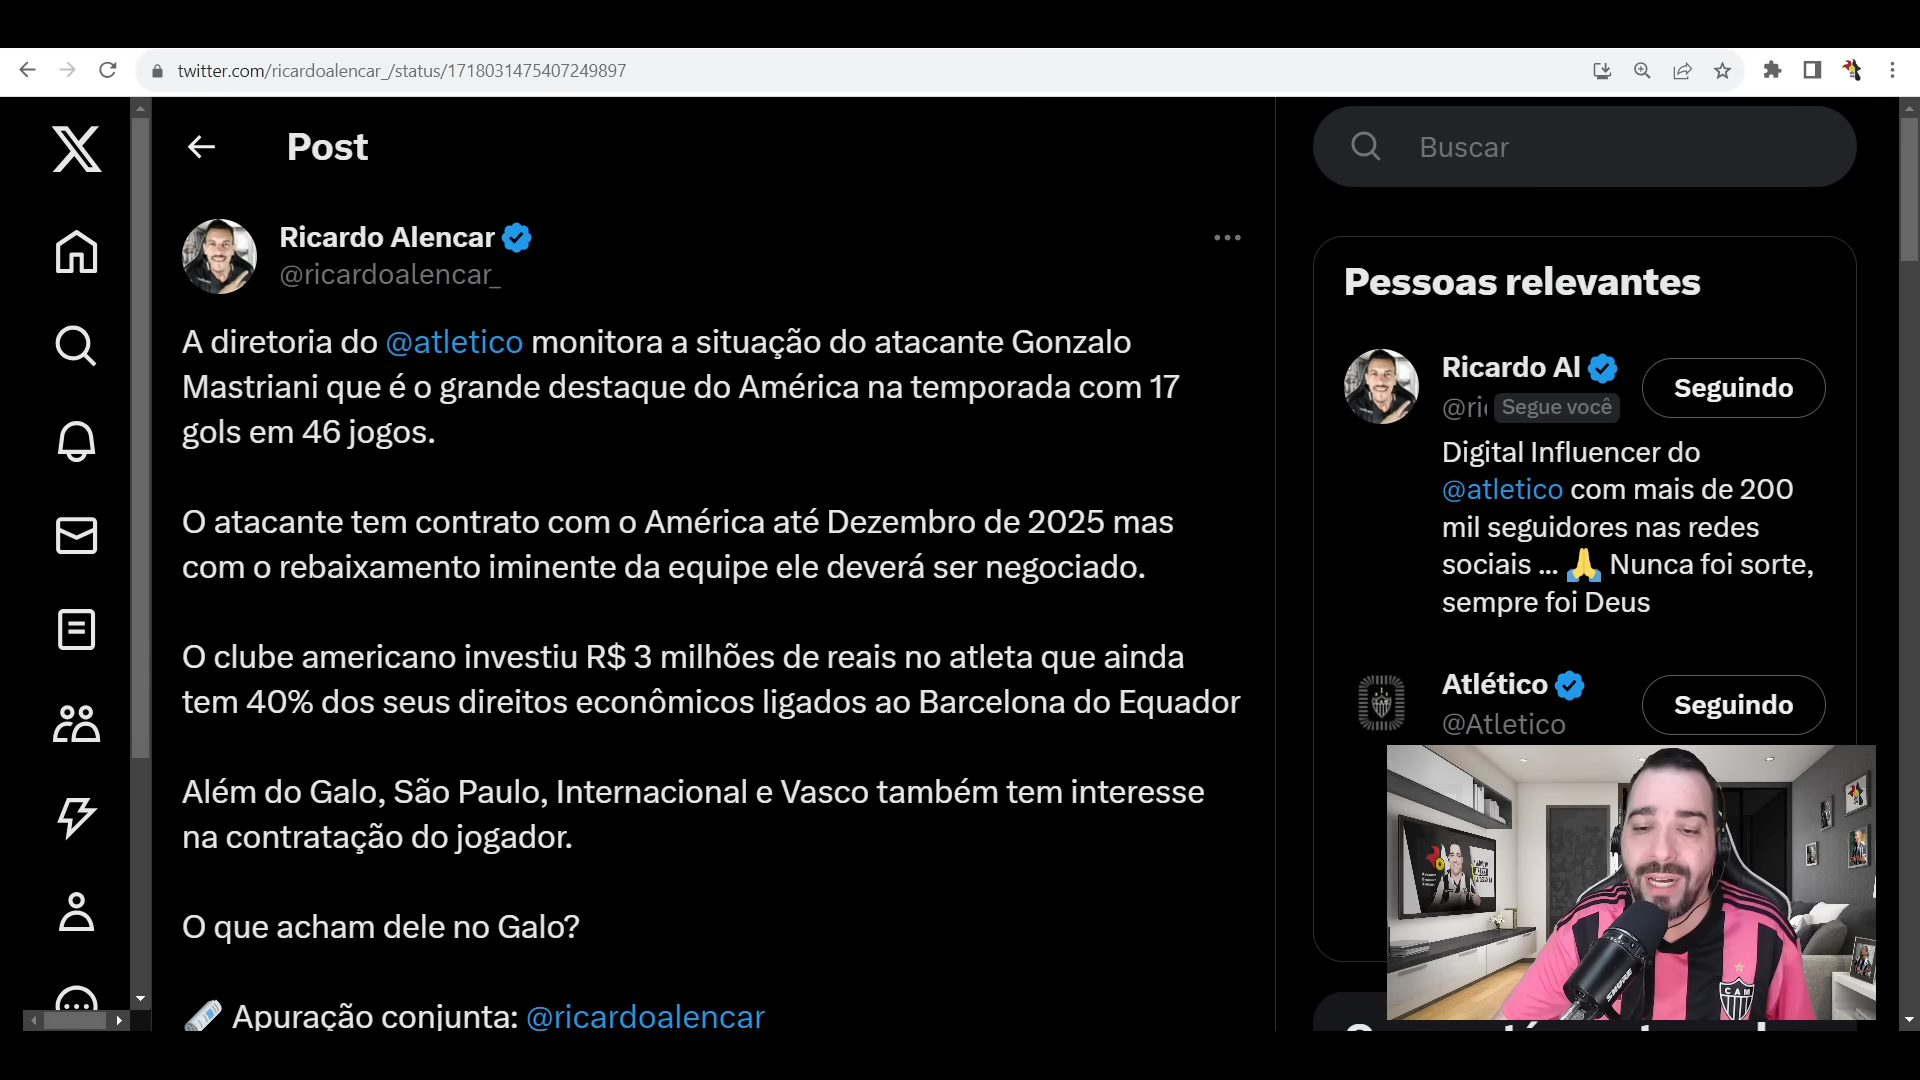 twitter.com/ricardoalencar_/status/1718031475407249897
Post
Buscar
Ricardo Alencar
@ricardoalencar_
A diretoria do @atletico monitora a situação do atacante Gonzalo
Mastriani que é o grande destaque do América na temporada com 17
gols em 46 jogos.
O atacante tem contrato com o América até Dezembro de 2025 mas
com o rebaixamento iminente da equipe ele deverá ser negociado.
O clube americano investiu R$ 3 milhões de reais no atleta que ainda
tem 40% dos seus direitos econômicos ligados ao Barcelona do Equador
Além do Galo, São Paulo, Internacional e Vasco também tem interesse
na contratação do jogador.
O que acham dele no Galo?
Apuração conjunta: @ricardoalencar
Pessoas relevantes
Ricardo Al
Seguindo
@ri Segue você
Digital Influencer do
@atletico com mais de 200
mil seguidores nas redes
sociais ... 🙏 Nunca foi sorte,
sempre foi Deus
Atlético
Seguindo
@Atletico
SHURE
CAM